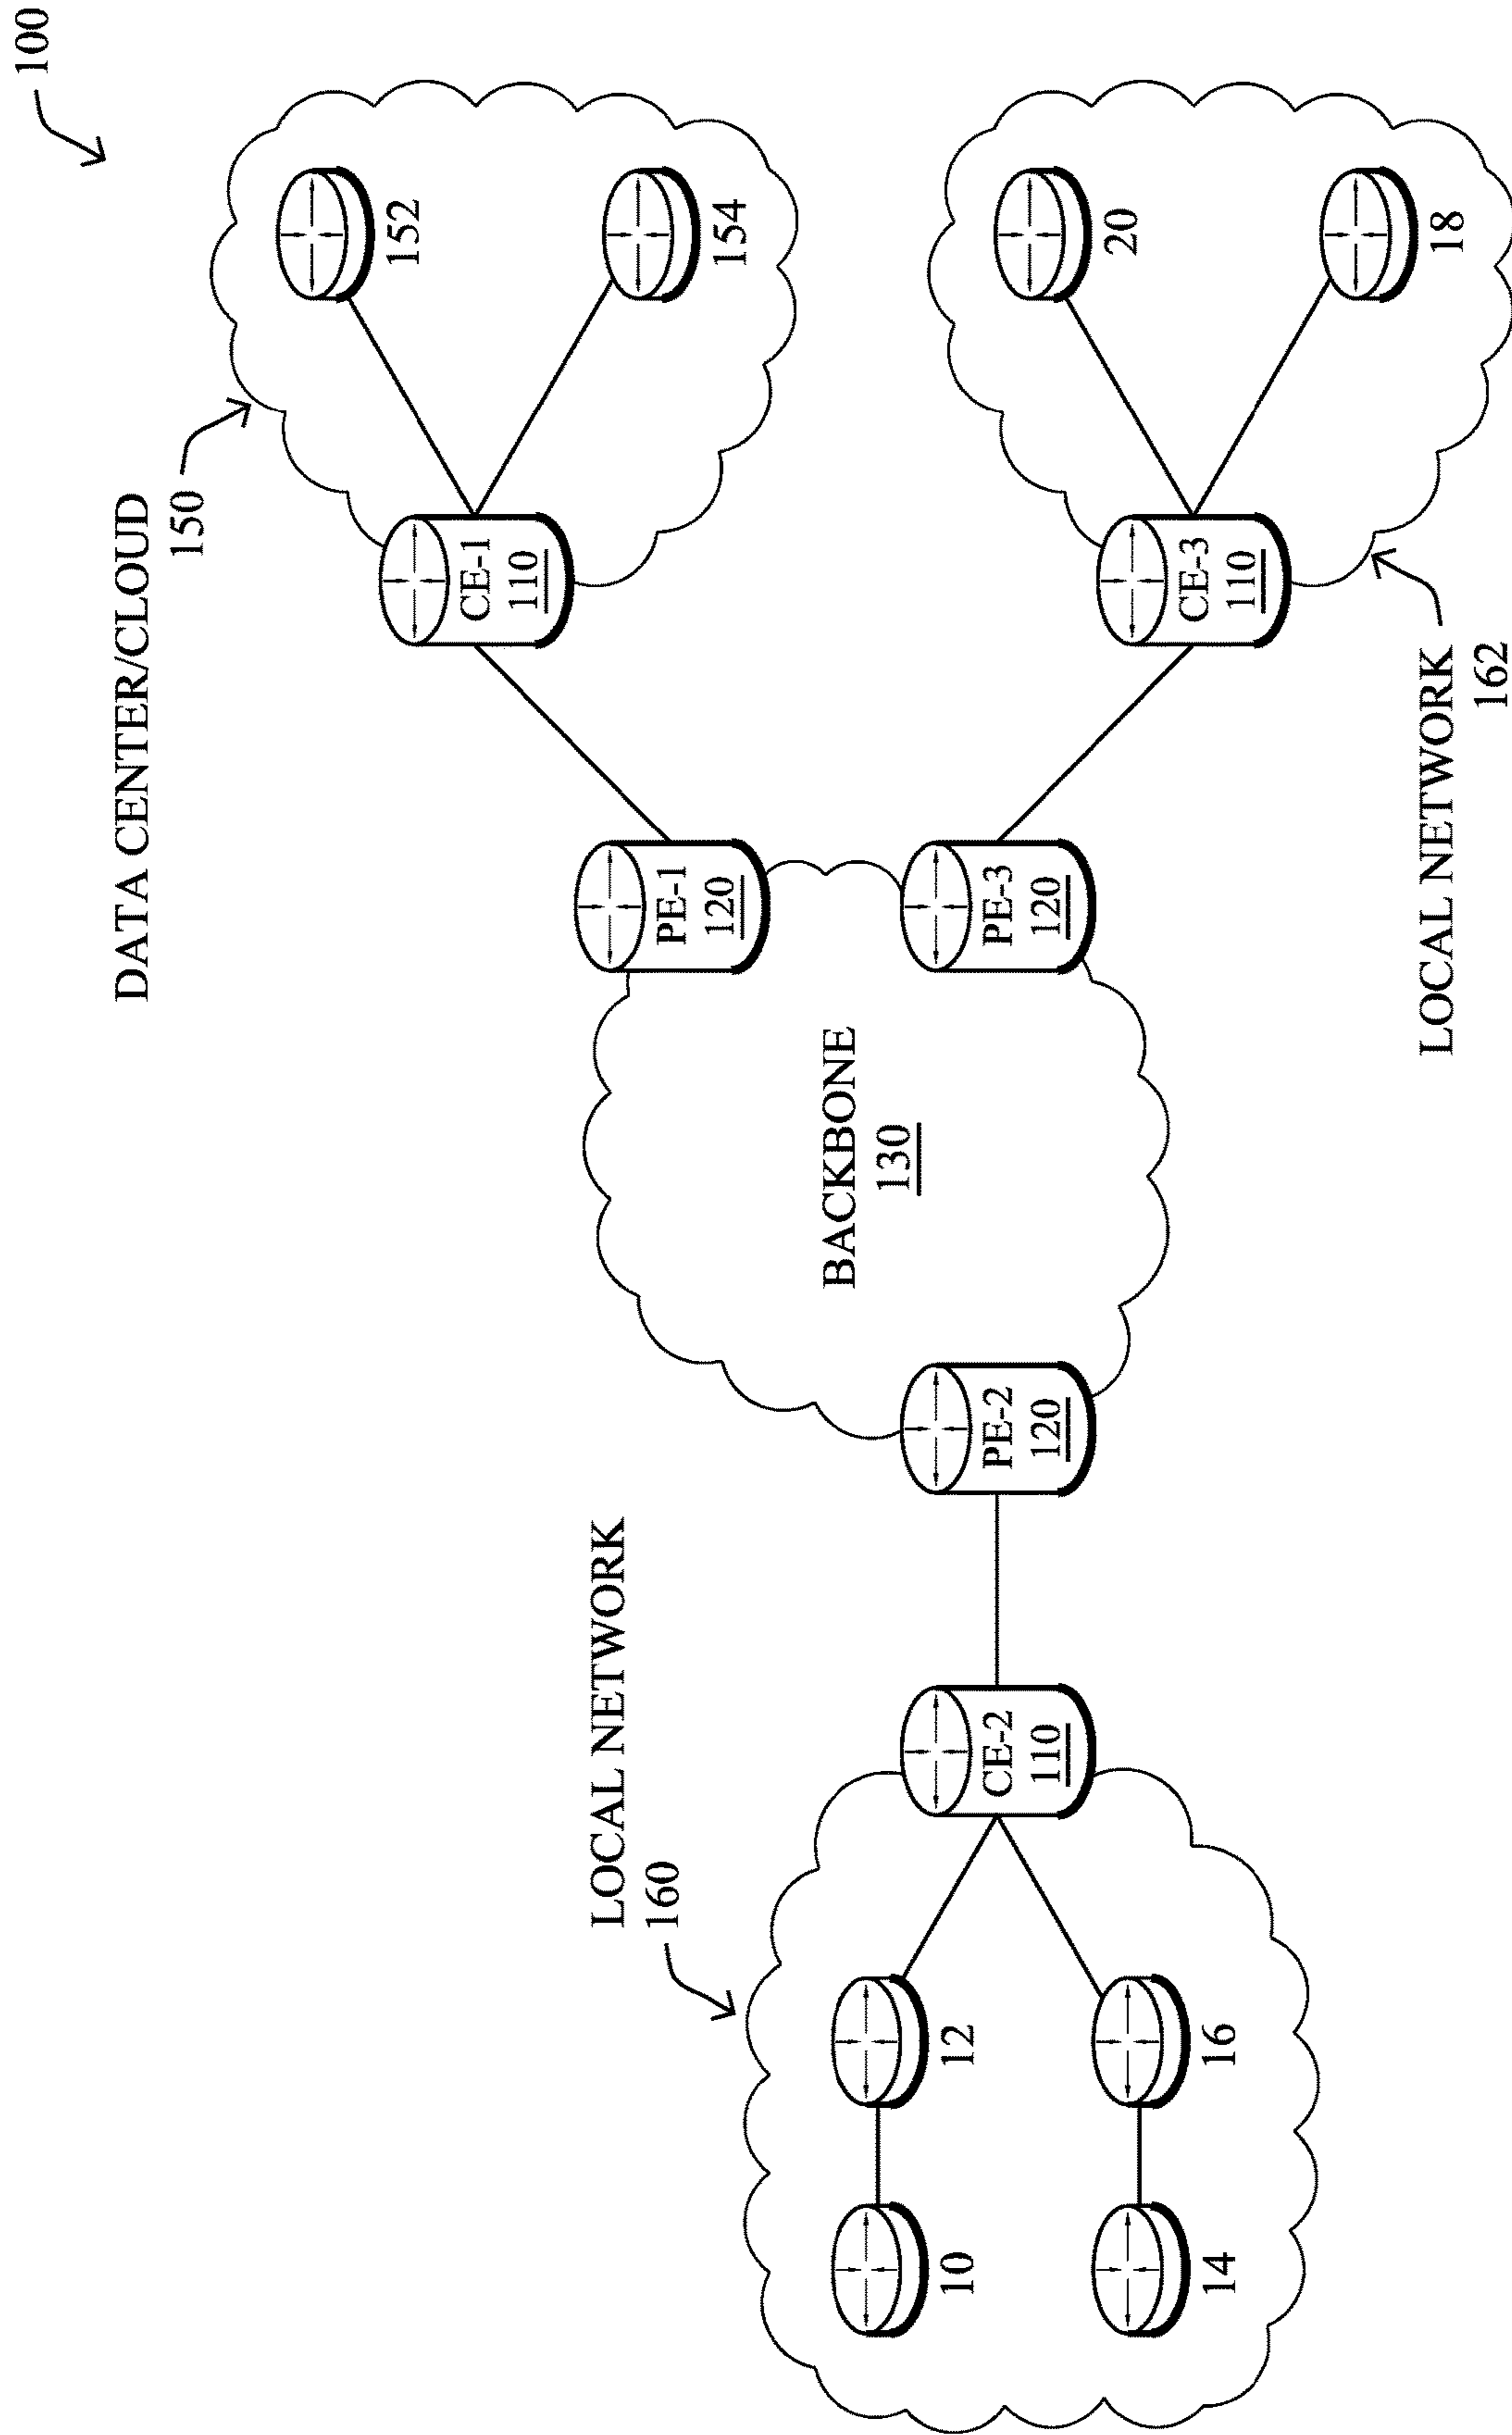 100
DATA CENTER/CLOUD
150
152
CE-1
110
154
PE-1
120
LOCAL NETWORK
160
BACKBONE
130
10
12
CE-2
110
PE-2
120
PE-3
120
20
CE-3
110
14
16
18
LOCAL NETWORK
162